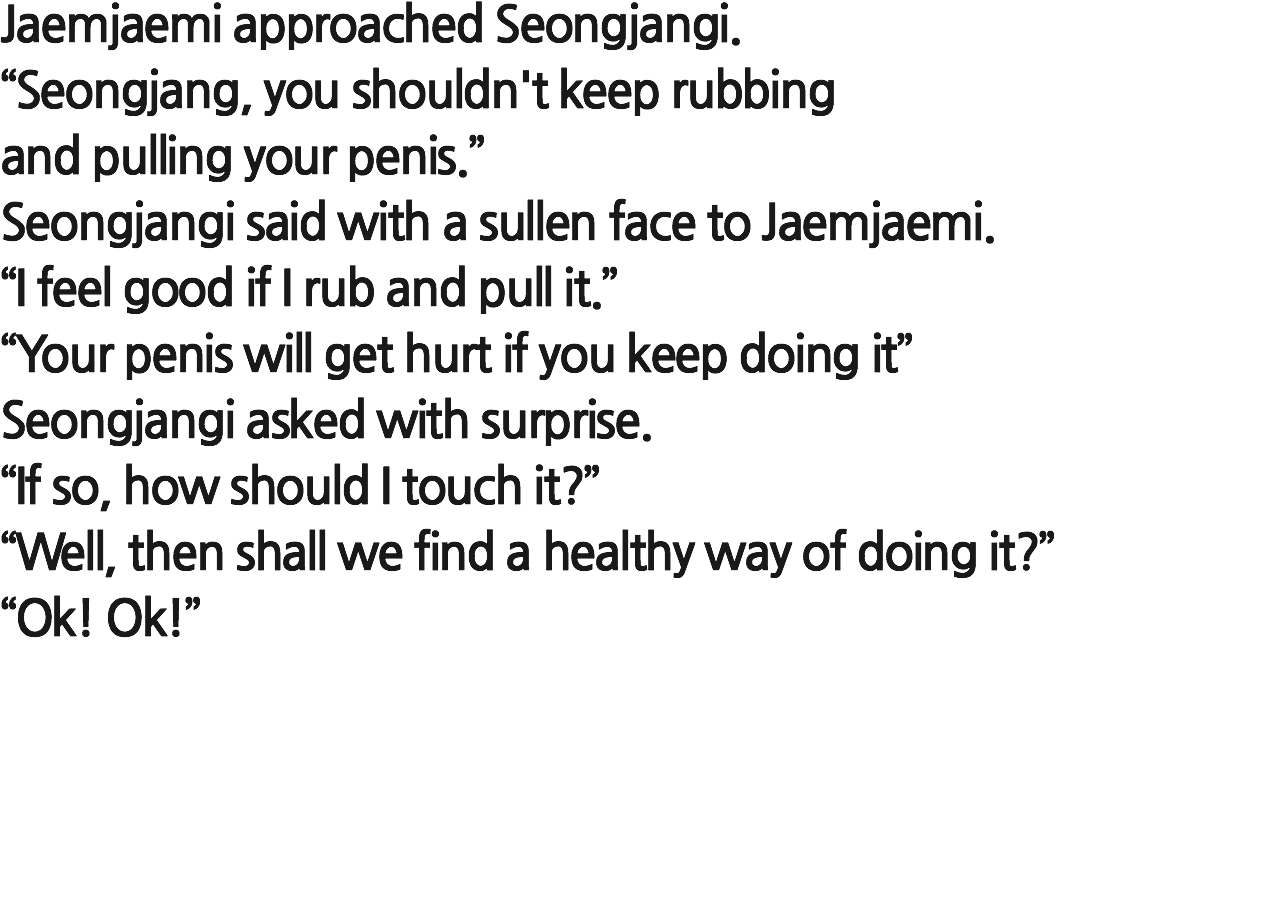 Jaemjaemi approached Seongjangi.
“Seongjang, you shouldn't keep rubbing
and pulling your penis.”
Seongjangi said with a sullen face to Jaemjaemi.
“I feel good if I rub and pull it.”
“Your penis will get hurt if you keep doing it”
Seongjangi asked with surprise.
“If so, how should I touch it?”
“Well, then shall we find a healthy way of doing it?”
“Ok! Ok!”